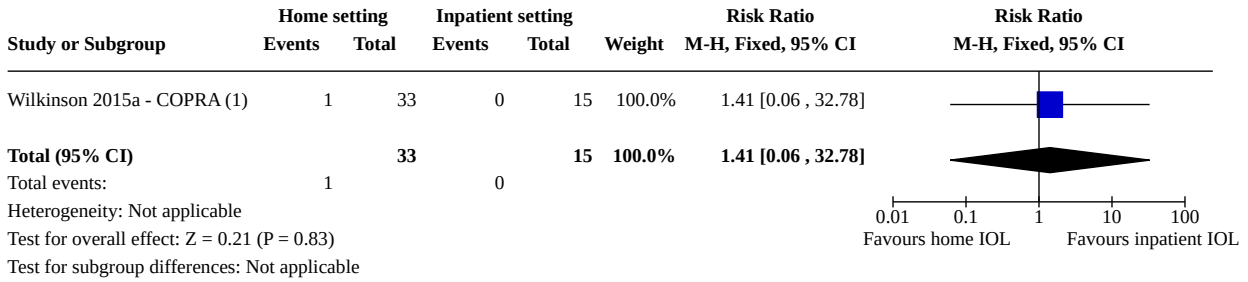 Home setting Inpatient setting Risk Ratio Risk Ratio
Study or Subgroup Events Total Events Total Weight M-H, Fixed, 95% CI M-H, Fixed, 95% CI
Wilkinson 2015a - COPRA (1) 1 33 0 15 100.0% 1.41 [0.06 , 32.78]
Total (95% CI) 33 15 100.0% 1.41 [0.06 , 32.78]
Total events: 1 0
Heterogeneity: Not applicable
0.01 0.1 1 10 100
Test for overall effect: Z = 0.21 (P = 0.83) Favours home IOL Favours inpatient IOL
Test for subgroup differences: Not applicable